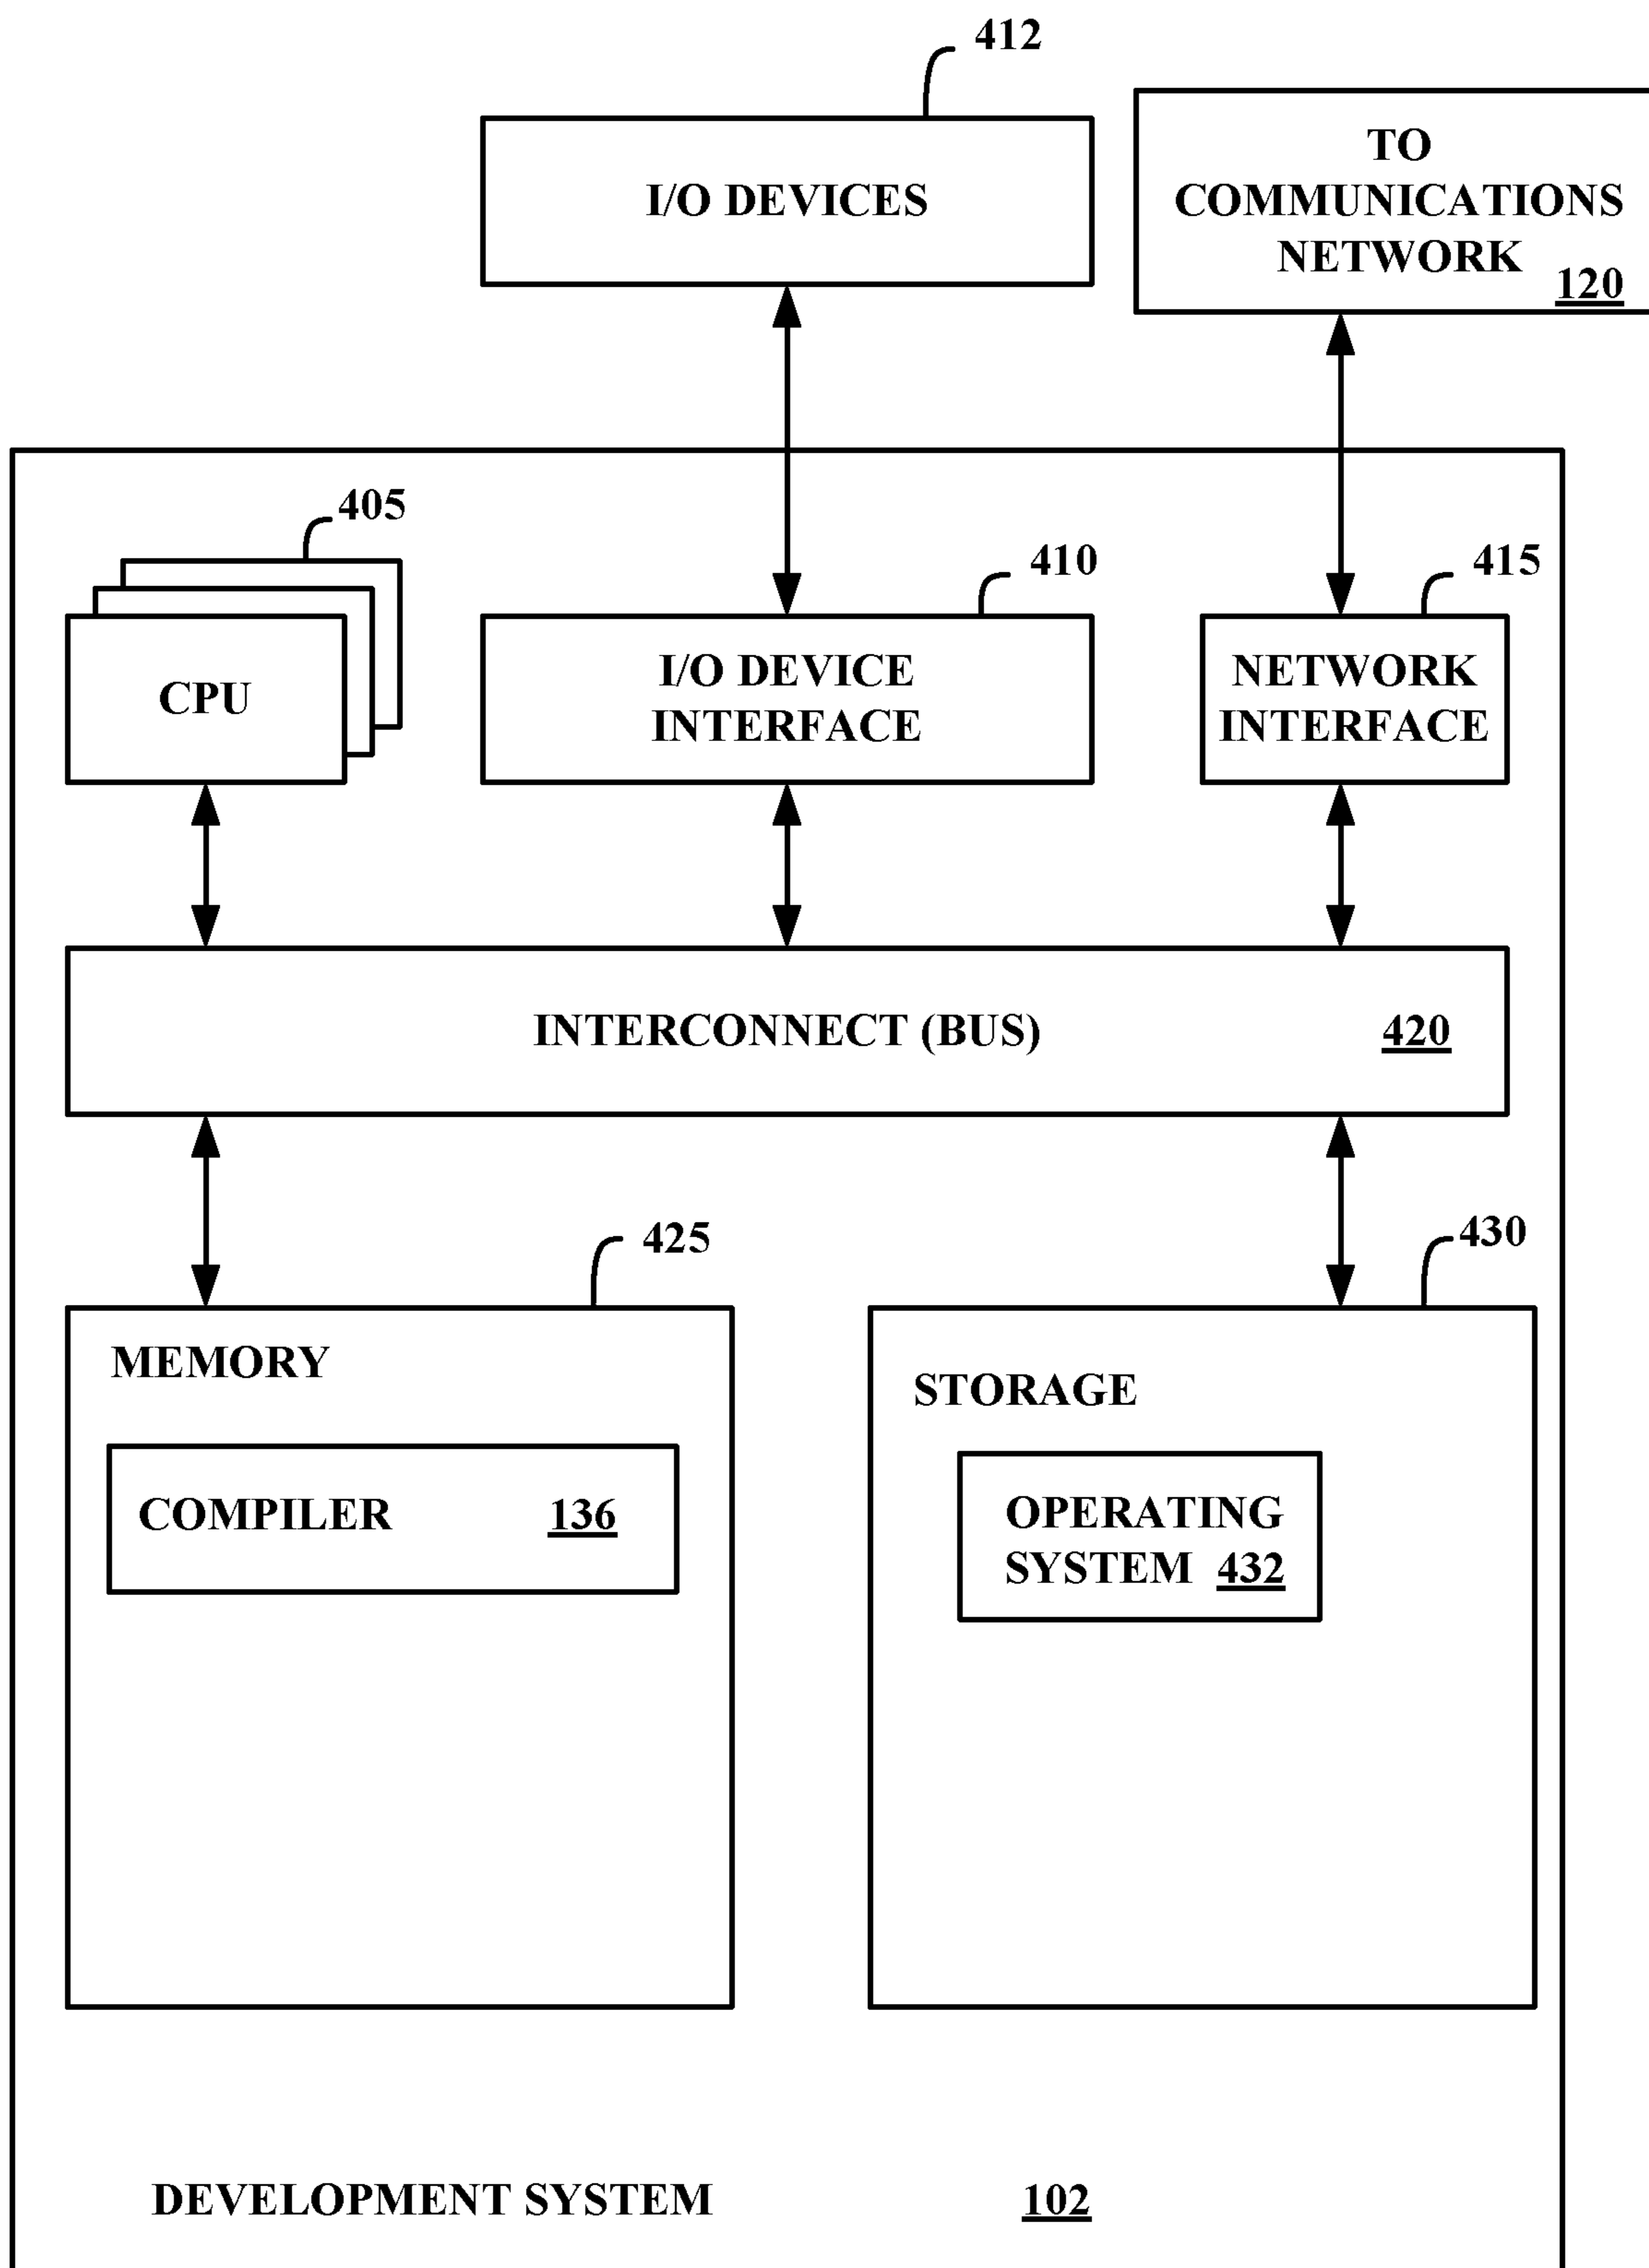 412
I/O DEVICES
TO
COMMUNICATIONS
NETWORK
120
405
410
415
CPU
I/O DEVICE
INTERFACE
NETWORK
INTERFACE
INTERCONNECT (BUS) 420
425
430
MEMORY
STORAGE
COMPILER 136
OPERATING
SYSTEM 432
DEVELOPMENT SYSTEM 102